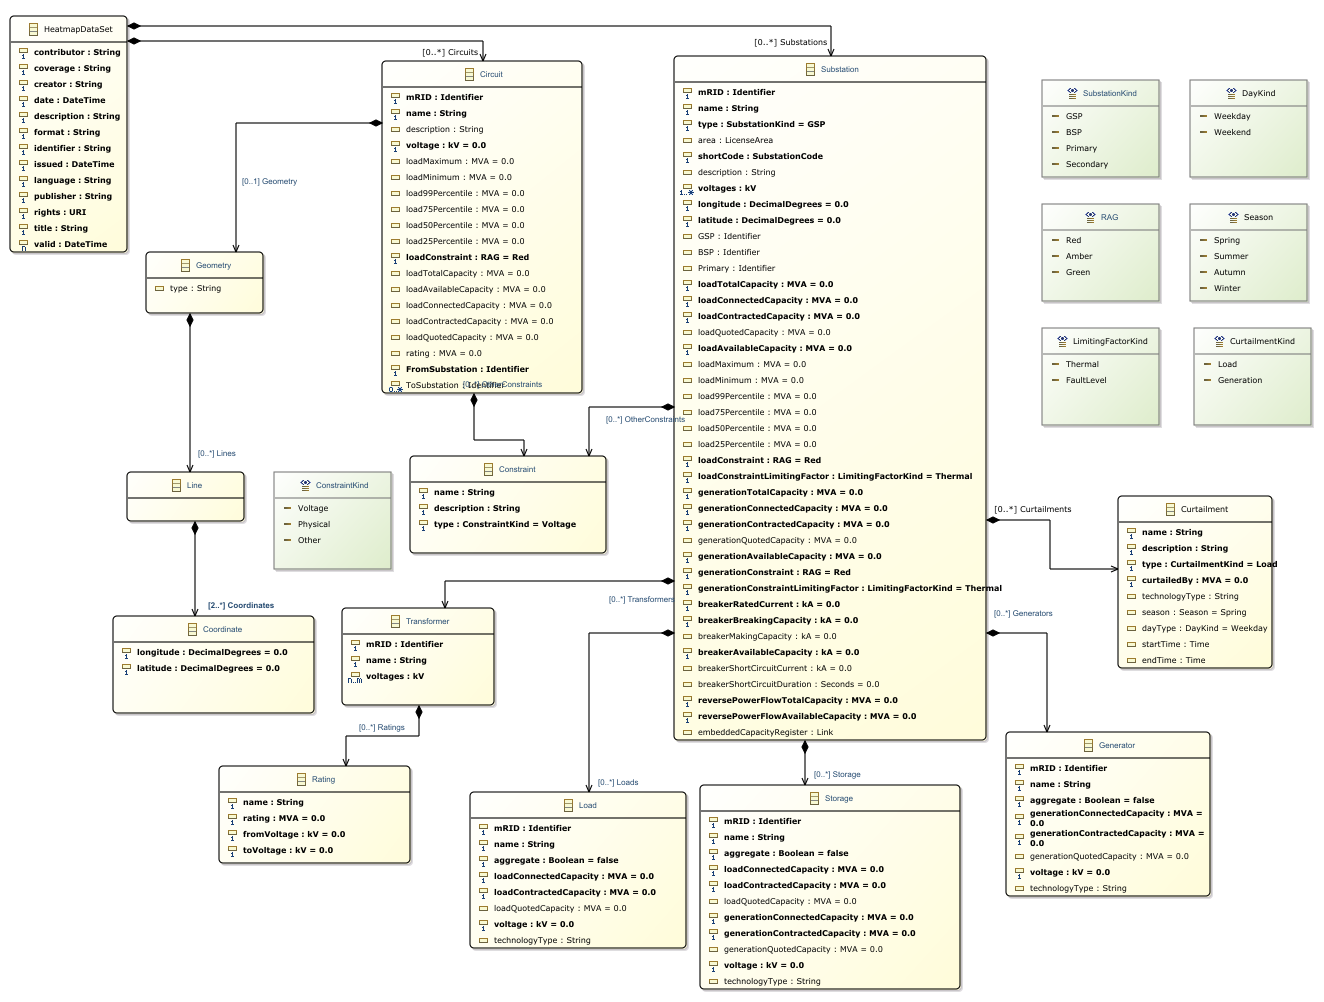 HeatmapDataSet
contributor : String
coverage : String
creator : String
date : DateTime
description : String
format : String
identifier : String
issued : DateTime
language : String
publisher : String
rights : URI
title : String
valid : DateTime
[0..*] Circuits
[0..*] Substations
Circuit
mRID : Identifier
name : String
description : String
voltage : kV = 0.0
loadMaximum : MVA = 0.0
loadMinimum : MVA = 0.0
load99Percentile : MVA = 0.0
load75Percentile : MVA = 0.0
load50Percentile : MVA = 0.0
load25Percentile : MVA = 0.0
loadConstraint : RAG = Red
loadTotalCapacity : MVA = 0.0
loadAvailableCapacity : MVA = 0.0
loadConnectedCapacity : MVA = 0.0
loadContractedCapacity : MVA = 0.0
loadQuotedCapacity : MVA = 0.0
rating : MVA = 0.0
FromSubstation : Identifier
ToSubstation : Identifier
[0..*] OtherConstraints
Substation
mRID : Identifier
name : String
type : SubstationKind = GSP
area : LicenseArea
shortCode : SubstationCode
description : String
voltages : kV
longitude : DecimalDegrees = 0.0
latitude : DecimalDegrees = 0.0
GSP : Identifier
BSP : Identifier
Primary : Identifier
loadTotalCapacity : MVA = 0.0
loadConnectedCapacity : MVA = 0.0
loadContractedCapacity : MVA = 0.0
loadQuotedCapacity : MVA = 0.0
loadAvailableCapacity : MVA = 0.0
loadMaximum : MVA = 0.0
loadMinimum : MVA = 0.0
load99Percentile : MVA = 0.0
load75Percentile : MVA = 0.0
load50Percentile : MVA = 0.0
load25Percentile : MVA = 0.0
loadConstraint : RAG = Red
loadConstraintLimitingFactor : LimitingFactorKind = Thermal
generationTotalCapacity : MVA = 0.0
generationConnectedCapacity : MVA = 0.0
generationContractedCapacity : MVA = 0.0
generationQuotedCapacity : MVA = 0.0
generationAvailableCapacity : MVA = 0.0
generationConstraint : RAG = Red
generationConstraintLimitingFactor : LimitingFactorKind = Thermal
breakerRatedCurrent : kA = 0.0
breakerBreakingCapacity : kA = 0.0
breakerMakingCapacity : kA = 0.0
breakerAvailableCapacity : kA = 0.0
breakerShortCircuitCurrent : kA = 0.0
breakerShortCircuitDuration : Seconds = 0.0
reversePowerFlowTotalCapacity : MVA = 0.0
reversePowerFlowAvailableCapacity : MVA = 0.0
embeddedCapacityRegister : Link
SubstationKind
GSP
BSP
Primary
Secondary
DayKind
Weekday
Weekend
RAG
Red
Amber
Green
Season
Spring
Summer
Autumn
Winter
LimitingFactorKind
Thermal
FaultLevel
CurtailmentKind
Load
Generation
[0..1] Geometry
Geometry
type : String
[0..*] Lines
Line
ConstraintKind
Voltage
Physical
Other
[0..*] OtherConstraints
Constraint
name : String
description : String
type : ConstraintKind = Voltage
[0..*] Curtailments
Curtailment
name : String
description : String
type : CurtailmentKind = Load
curtailedBy : MVA = 0.0
technologyType : String
season : Season = Spring
dayType : DayKind = Weekday
startTime : Time
endTime : Time
[2..*] Coordinates
Coordinate
longitude : DecimalDegrees = 0.0
latitude : DecimalDegrees = 0.0
[0..*] Transformers
Transformer
mRID : Identifier
name : String
voltages : kV
[0..*] Ratings
Rating
name : String
rating : MVA = 0.0
fromVoltage : kV = 0.0
toVoltage : kV = 0.0
[0..*] Loads
Load
mRID : Identifier
name : String
aggregate : Boolean = false
loadConnectedCapacity : MVA = 0.0
loadContractedCapacity : MVA = 0.0
loadQuotedCapacity : MVA = 0.0
voltage : kV = 0.0
technologyType : String
[0..*] Storage
Storage
mRID : Identifier
name : String
aggregate : Boolean = false
loadConnectedCapacity : MVA = 0.0
loadContractedCapacity : MVA = 0.0
loadQuotedCapacity : MVA = 0.0
generationConnectedCapacity : MVA = 0.0
generationContractedCapacity : MVA = 0.0
generationQuotedCapacity : MVA = 0.0
voltage : kV = 0.0
technologyType : String
[0..*] Generators
Generator
mRID : Identifier
name : String
aggregate : Boolean = false
generationConnectedCapacity : MVA =
0.0
generationContractedCapacity : MVA =
0.0
generationQuotedCapacity : MVA = 0.0
voltage : kV = 0.0
technologyType : String